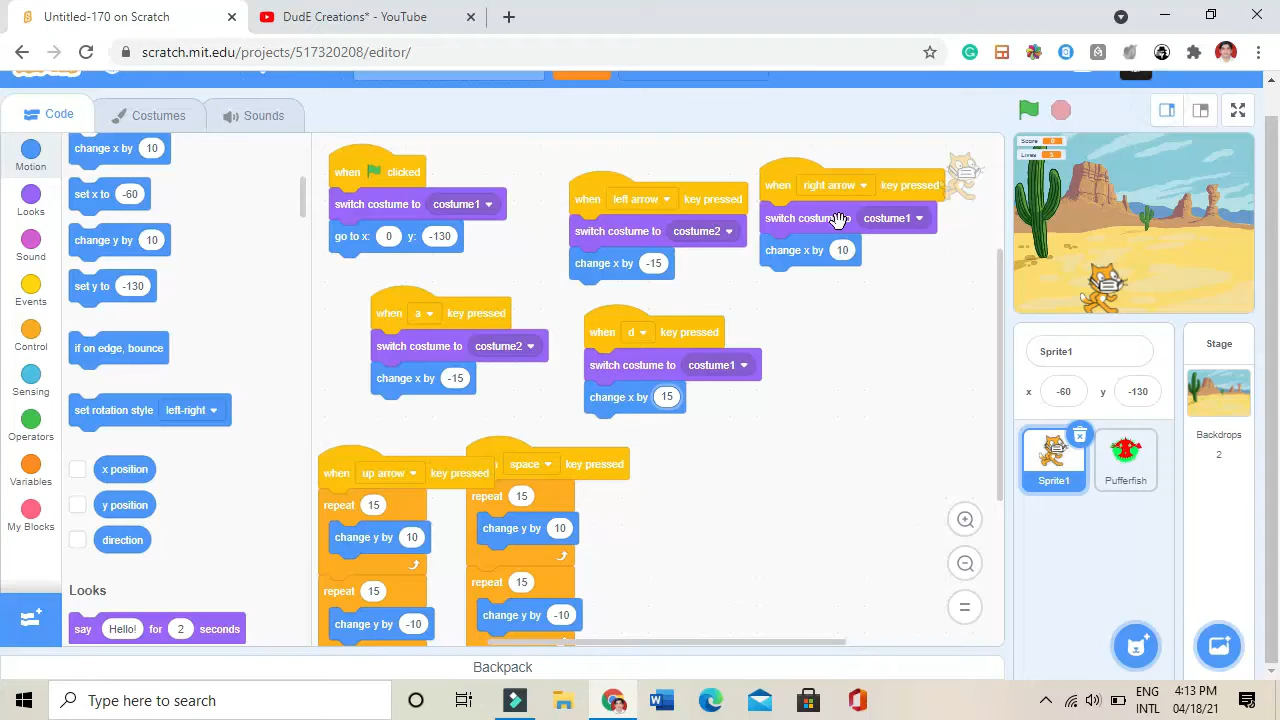 Untitled-170 on Scratch
DudE Creations* - YouTube
scratch.mit.edu/projects/517320208/editor/
Code
Costumes
Sounds
Motion
Looks
Sound
Events
Control
Sensing
Operators
Variables
My Blocks
change x by 10
set x to -60
change y by 10
set y to -130
if on edge, bounce
set rotation style left-right
x position
y position
direction
Looks
say Hello! for 2 seconds
when clicked
switch costume to costume1
go to x: 0 y: -130
when left arrow key pressed
switch costume to costume2
change x by -15
when right arrow key pressed
switch costume to costume1
change x by 10
when a key pressed
switch costume to costume2
change x by -15
when d key pressed
switch costume to costume1
change x by 15
when up arrow key pressed
repeat 15
change y by 10
repeat 15
change y by -10
space key pressed
repeat 15
change y by 10
repeat 15
change y by -10
Backpack
Score 0
Lives
Sprite1
x -60 y -130
Sprite1
Pufferfish
Stage
Backdrops
2
Type here to search
ENG
INTL
4:13 PM
04/18/21